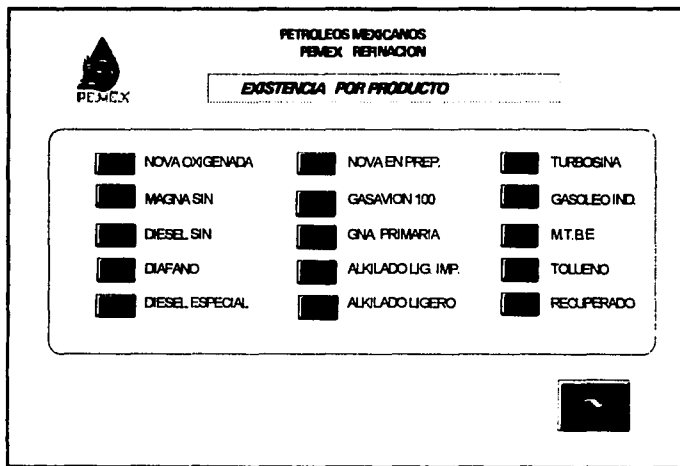 PETROLEOS MEXICANOS
PEMEX REFINACION
PEMEX
EXISTENCIA POR PRODUCTO
NOVA OXIGENADA
NOVA EN PREP.
TURBOSINA
MAGNA SIN
GASAVION 100
GASOLEO IND.
DIESEL SIN
GNA PRIMARIA
M.T.B.E
DIAFANO
ALKILADO LIG. IMP.
TOLUENO
DIESEL ESPECIAL
ALKILADO LIGERO
RECUPERADO